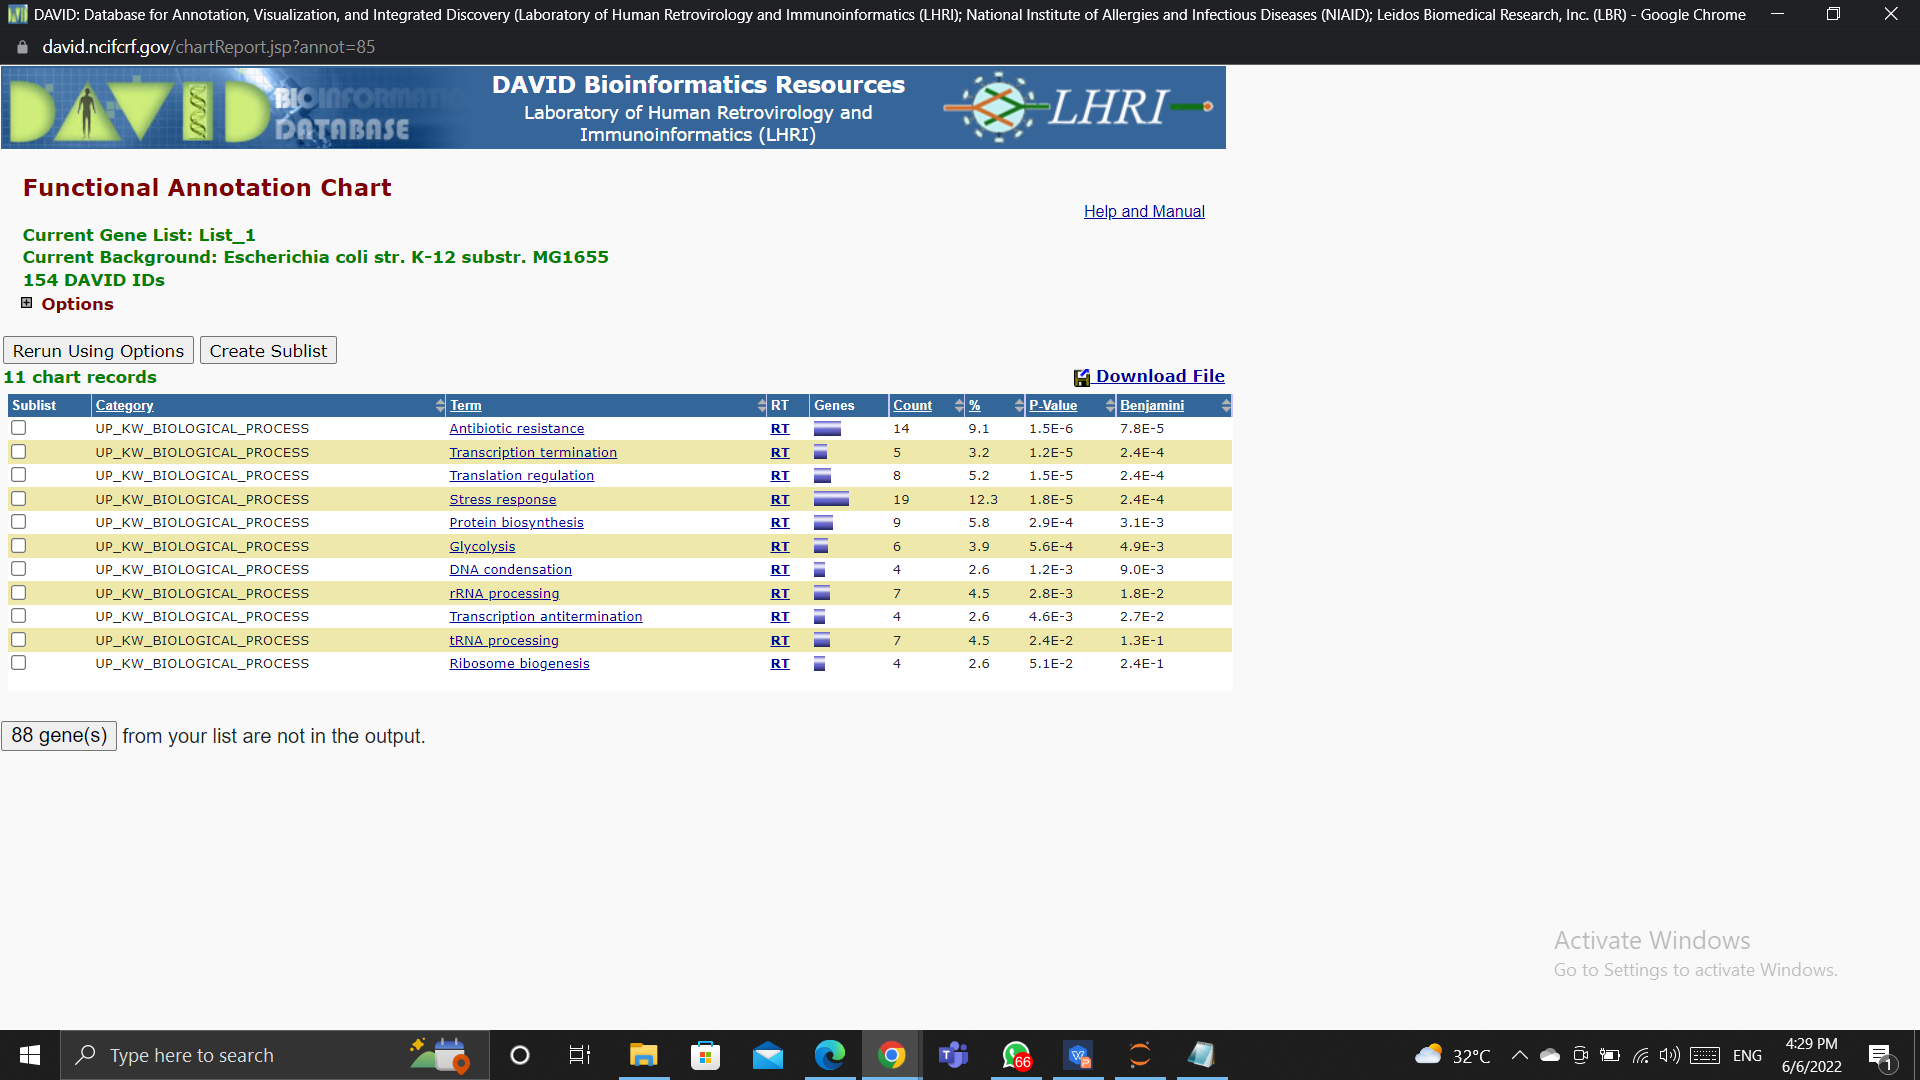 DAVID: Database for Annotation, Visualization, and Integrated Discovery (Laboratory of Human Retrovirology and Immunoinformatics (LHRI); National Institute of Allergies and Infectious Diseases (NIAID); Leidos Biomedical Research, Inc. (LBR) - Google Chrome
david.ncifcrf.gov/chartReport.jsp?annot=85
DAVID BIOINFORMATICS DATABASE
DAVID Bioinformatics Resources
Laboratory of Human Retrovirology and
Immunoinformatics (LHRI)
LHRI
Functional Annotation Chart
Help and Manual
Current Gene List: List_1
Current Background: Escherichia coli str. K-12 substr. MG1655
154 DAVID IDs
Options
Rerun Using Options Create Sublist
11 chart records Download File
Sublist Category Term RT Genes Count % P-Value Benjamini
UP_KW_BIOLOGICAL_PROCESS Antibiotic resistance RT 14 9.1 1.5E-6 7.8E-5
UP_KW_BIOLOGICAL_PROCESS Transcription termination RT 5 3.2 1.2E-5 2.4E-4
UP_KW_BIOLOGICAL_PROCESS Translation regulation RT 8 5.2 1.5E-5 2.4E-4
UP_KW_BIOLOGICAL_PROCESS Stress response RT 19 12.3 1.8E-5 2.4E-4
UP_KW_BIOLOGICAL_PROCESS Protein biosynthesis RT 9 5.8 2.9E-4 3.1E-3
UP_KW_BIOLOGICAL_PROCESS Glycolysis RT 6 3.9 5.6E-4 4.9E-3
UP_KW_BIOLOGICAL_PROCESS DNA condensation RT 4 2.6 1.2E-3 9.0E-3
UP_KW_BIOLOGICAL_PROCESS rRNA processing RT 7 4.5 2.8E-3 1.8E-2
UP_KW_BIOLOGICAL_PROCESS Transcription antitermination RT 4 2.6 4.6E-3 2.7E-2
UP_KW_BIOLOGICAL_PROCESS tRNA processing RT 7 4.5 2.4E-2 1.3E-1
UP_KW_BIOLOGICAL_PROCESS Ribosome biogenesis RT 4 2.6 5.1E-2 2.4E-1
88 gene(s) from your list are not in the output.
Activate Windows
Go to Settings to activate Windows.
Type here to search
66
32°C
ENG
4:29 PM
6/6/2022
1